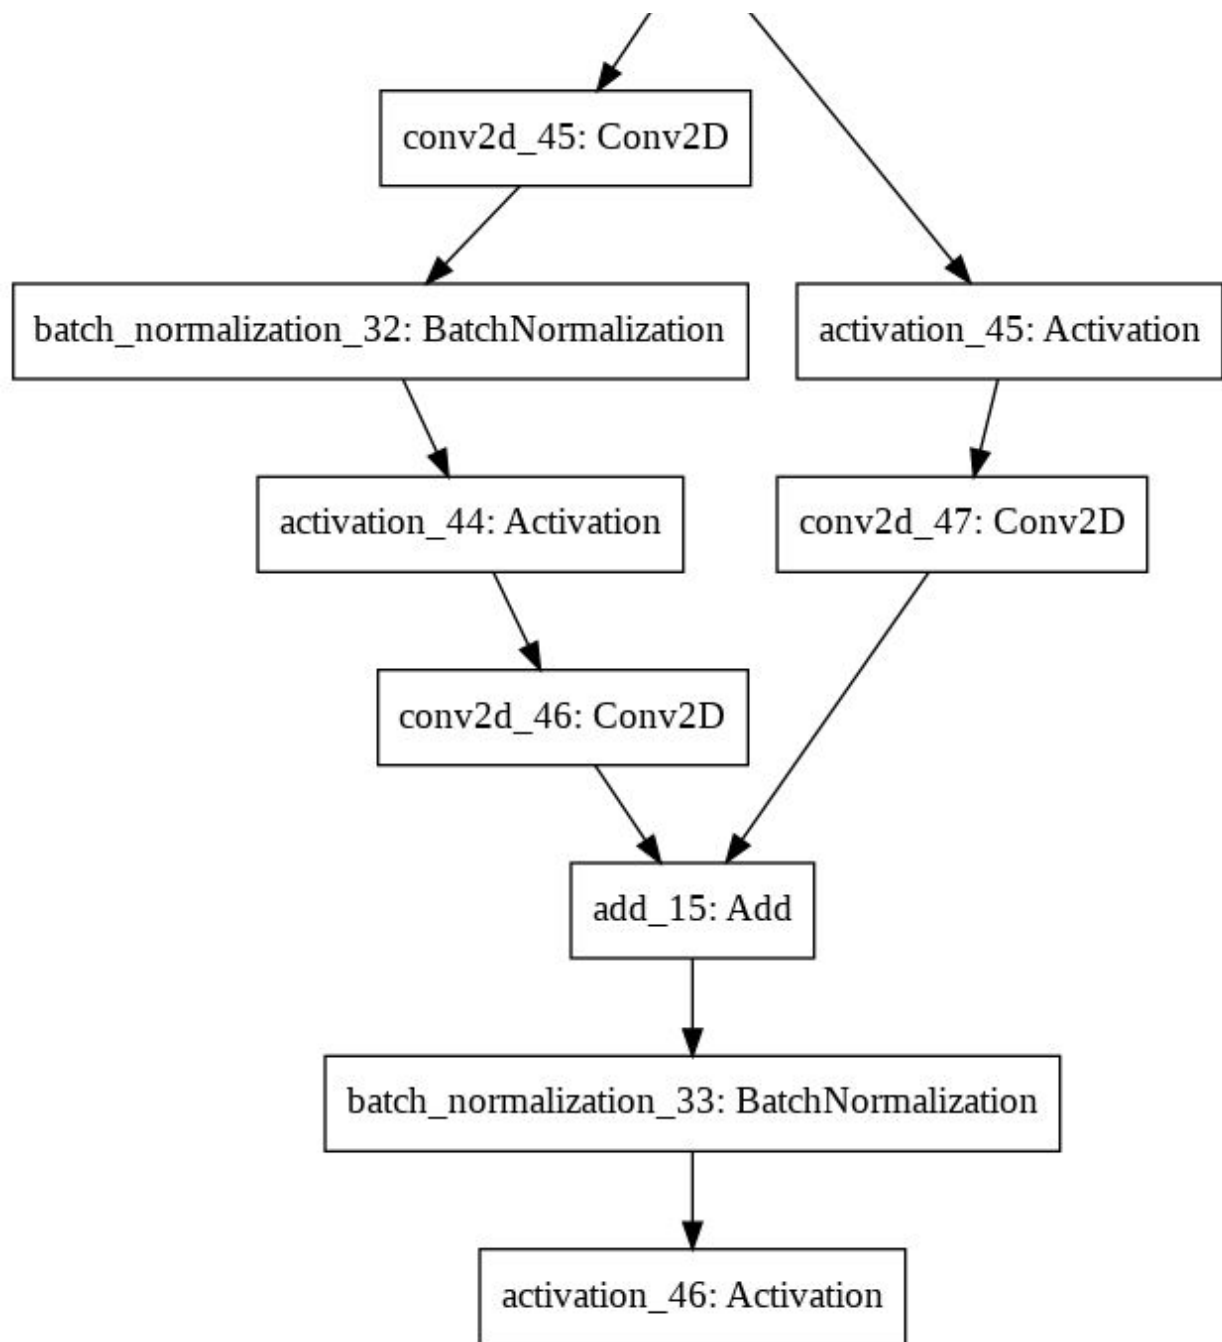 conv2d_45: Conv2D
batch_normalization_32: BatchNormalization
activation_45: Activation
activation_44: Activation
conv2d_47: Conv2D
conv2d_46: Conv2D
add_15: Add
batch_normalization_33: BatchNormalization
activation_46: Activation